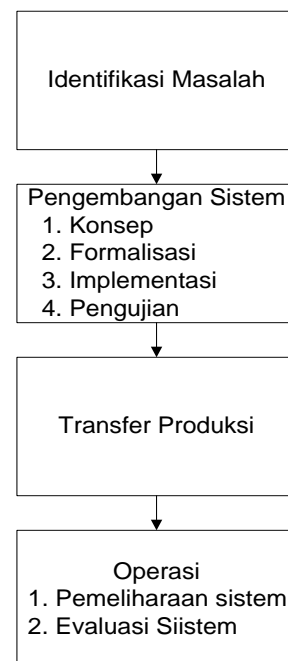 Identifikasi Masalah
Pengembangan Sistem
1. Konsep
2. Formalisasi
3. Implementasi
4. Pengujian
Transfer Produksi
Operasi
1. Pemeliharaan sistem
2. Evaluasi Siistem